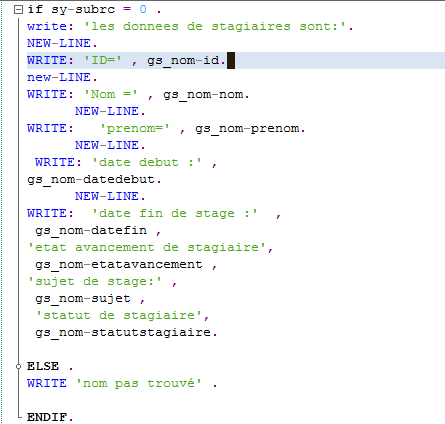 if sy-subrc = 0 .
write: 'les donnees de stagiaires sont:'.
NEW-LINE.
WRITE: 'ID=' , gs_nom-id.
new-LINE.
WRITE: 'Nom =' , gs_nom-nom.
NEW-LINE.
WRITE: 'prenom=' , gs_nom-prenom.
NEW-LINE.
WRITE: 'date debut :' ,
gs_nom-datedebut.
NEW-LINE.
WRITE: 'date fin de stage :' ,
gs_nom-datefin ,
'etat avancement de stagiaire',
gs_nom-etatavancement ,
'sujet de stage:' ,
gs_nom-sujet ,
'statut de stagiaire',
gs_nom-statutstagiaire.
ELSE .
WRITE 'nom pas trouvé' .
ENDIF.